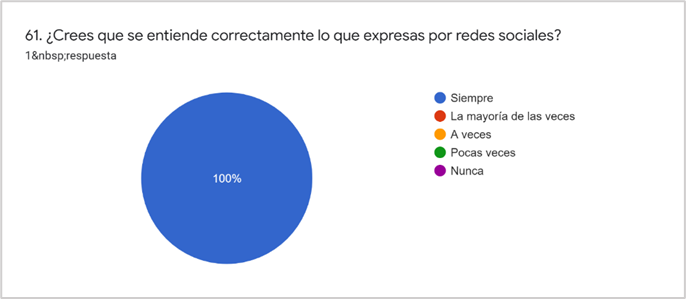 61. ¿Crees que se entiende correctamente lo que expresas por redes sociales?
1&nbsp;respuesta
100%
Siempre
La mayoría de las veces
A veces
Pocas veces
Nunca